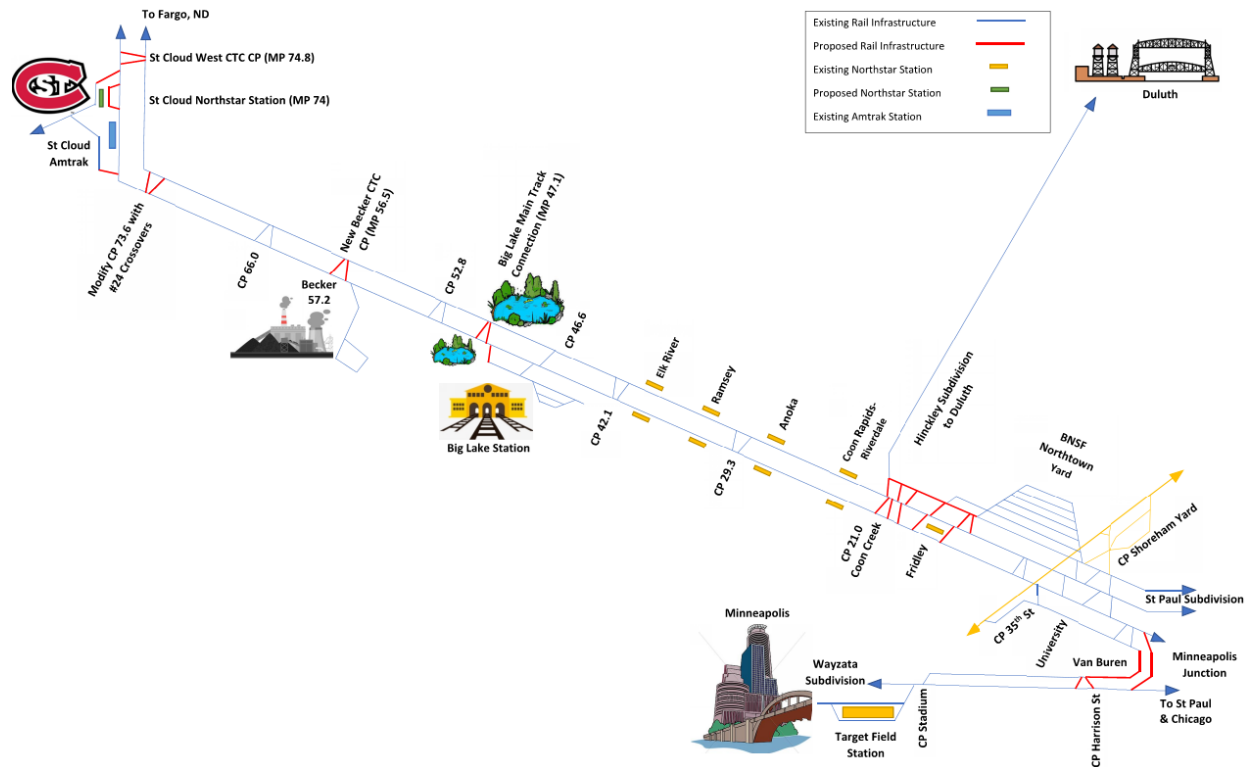 To Fargo, ND
St Cloud West CTC CP (MP 74.8)
ST
St Cloud Northstar Station (MP 74)
St Cloud
Amtrak
Existing Rail Infrastructure
Proposed Rail Infrastructure
Existing Northstar Station
Proposed Northstar Station
Existing Amtrak Station
Duluth
Modify CP 73.6 with
#24 Crossovers
CP 66.0
New Becker CTC
CP (MP 56.5)
Becker
57.2
CP 52.8
Big Lake Main Track
Connection (MP 47.1)
CP 46.6
Big Lake Station
CP 42.1
Elk River
Ramsey
CP 29.3
Anoka
Coon Rapids-
Riverdale
CP 21.0
Coon Creek
Fridley
Hinckley Subdivision
to Duluth
BNSF
Northtown
Yard
CP Shoreham Yard
St Paul Subdivision
CP 35th St
University
Van Buren
Minneapolis
Junction
Minneapolis
Wayzata
Subdivision
Target Field
Station
CP Stadium
CP Harrison St
To St Paul
& Chicago